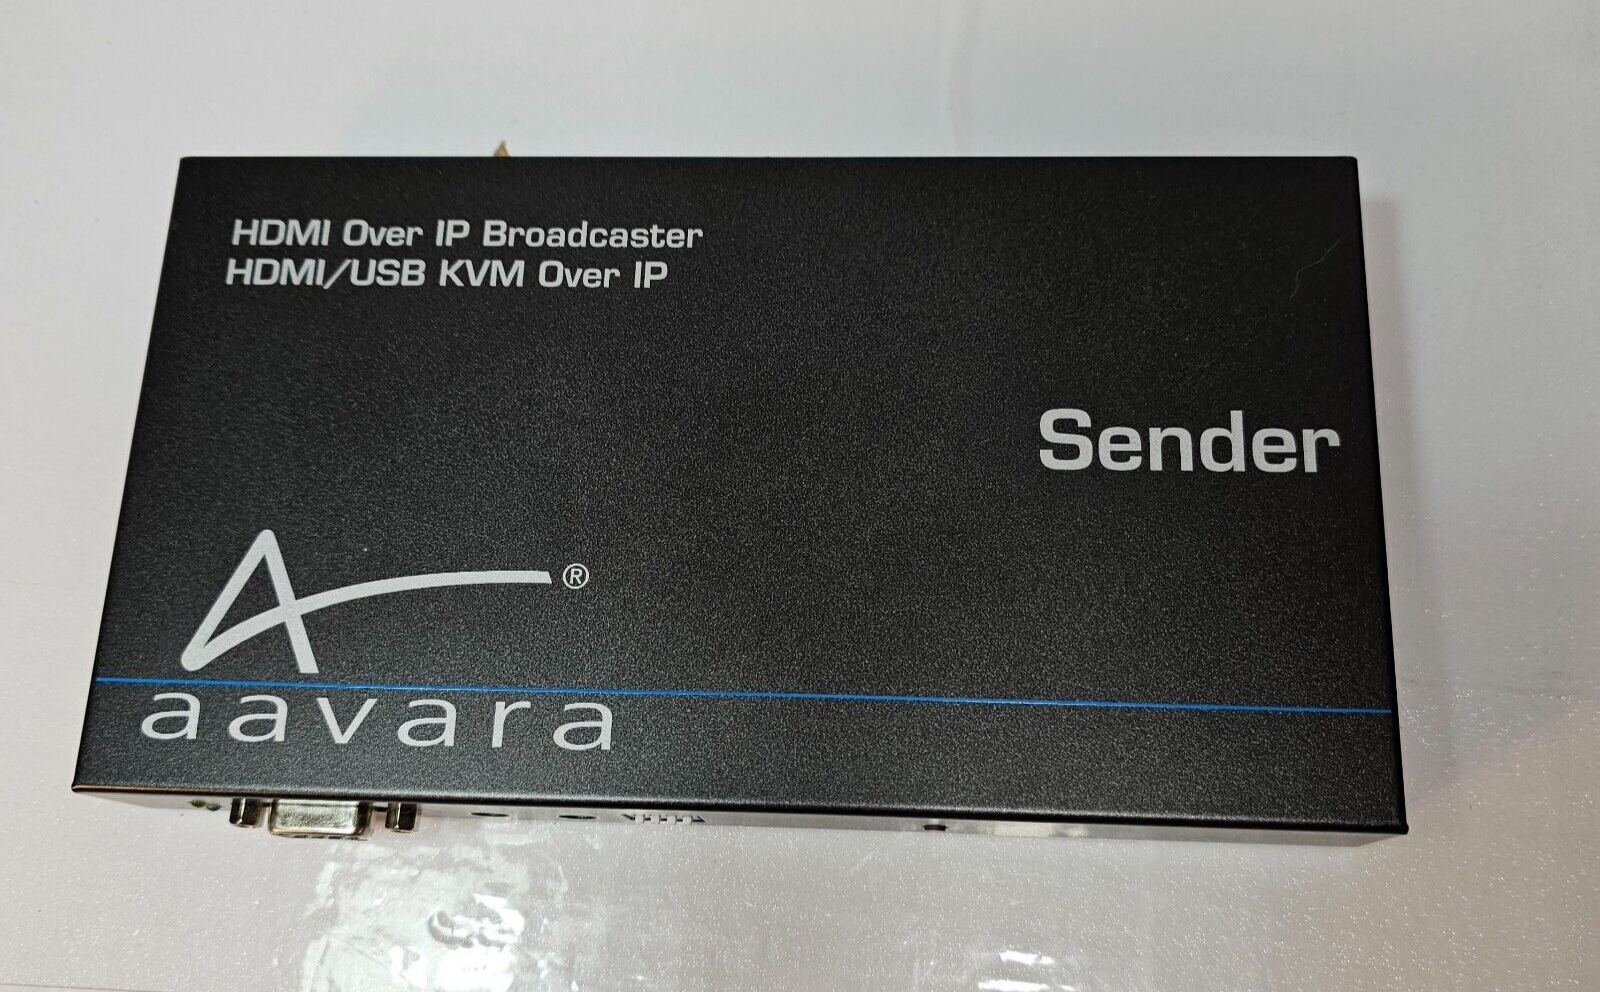 HDMI Over IP Broadcaster
HDMI/USB KVM Over IP
Sender
®
aavara